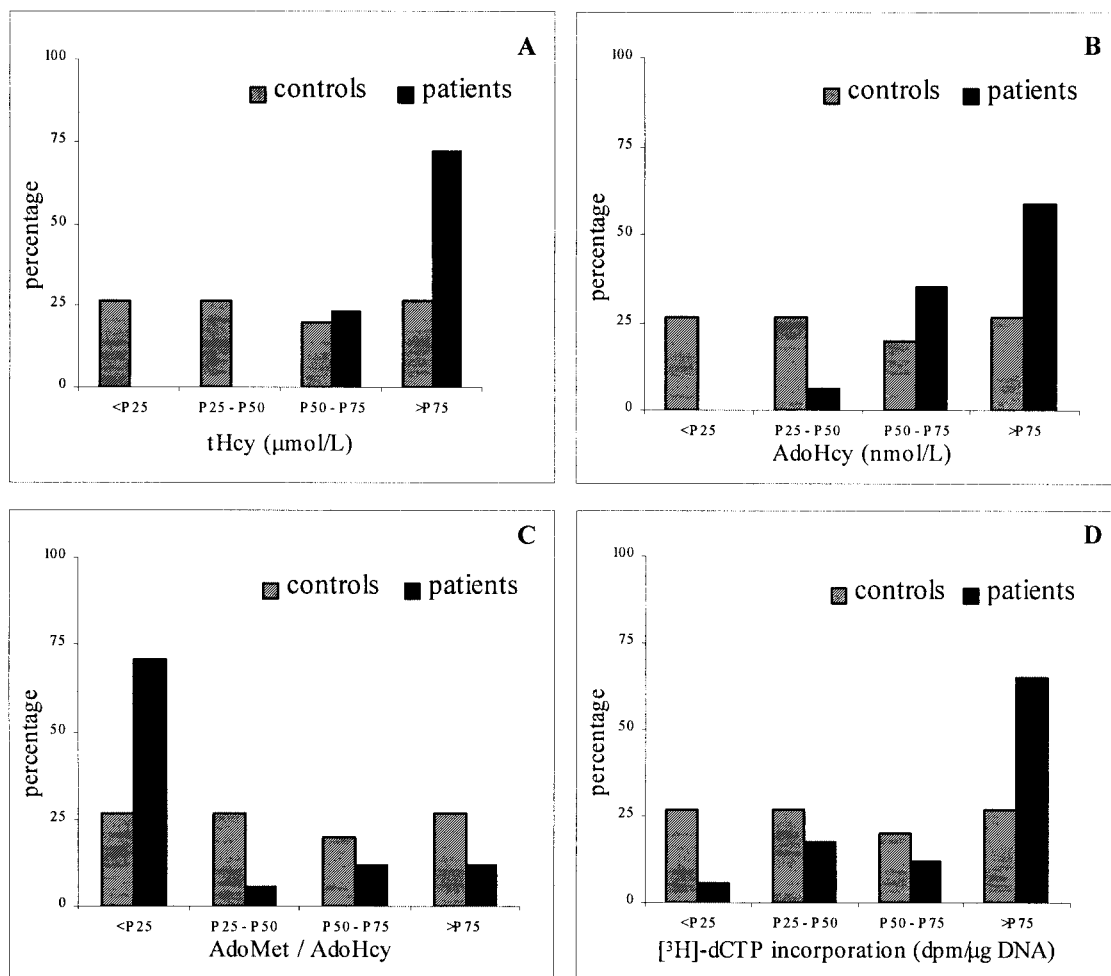 A
100
controls patients
75
percentage
50
25
0
<P25 P25 - P50 P50 - P75 >P75
tHcy (µmol/L)
B
100
controls patients
75
percentage
50
25
0
<P25 P25 - P50 P50 - P75 >P75
AdoHcy (nmol/L)
C
100
controls patients
75
percentage
50
25
0
<P25 P25 - P50 P50 - P75 >P75
AdoMet / AdoHcy
D
100
controls patients
75
percentage
50
25
0
<P25 P25 - P50 P50 - P75 >P75
[³H]-dCTP incorporation (dpm/µg DNA)